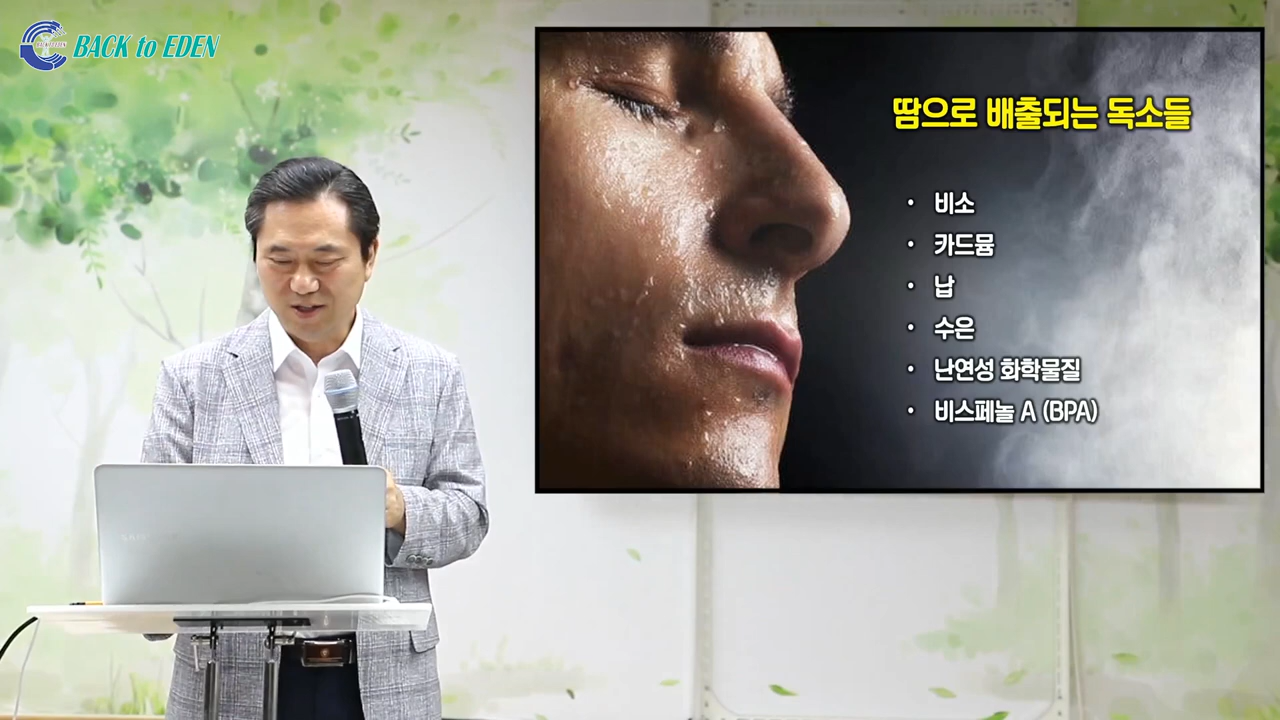 BACK to EDEN
땀으로 배출되는 독소들
• 비소
• 카드뮴
• 납
• 수은
• 난연성 화학물질
• 비스페놀 A (BPA)